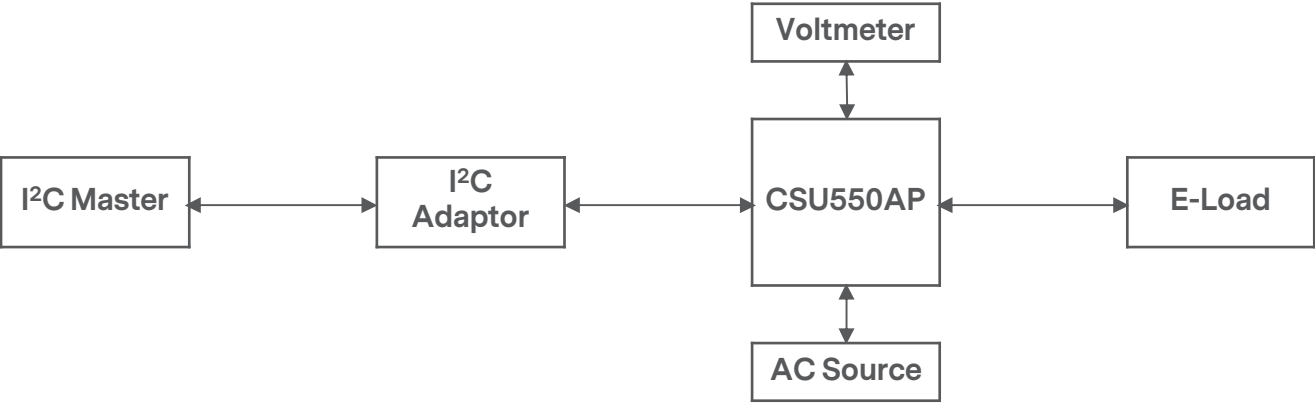 Voltmeter
I²C Master
I²C
Adaptor
CSU550AP
E-Load
AC Source